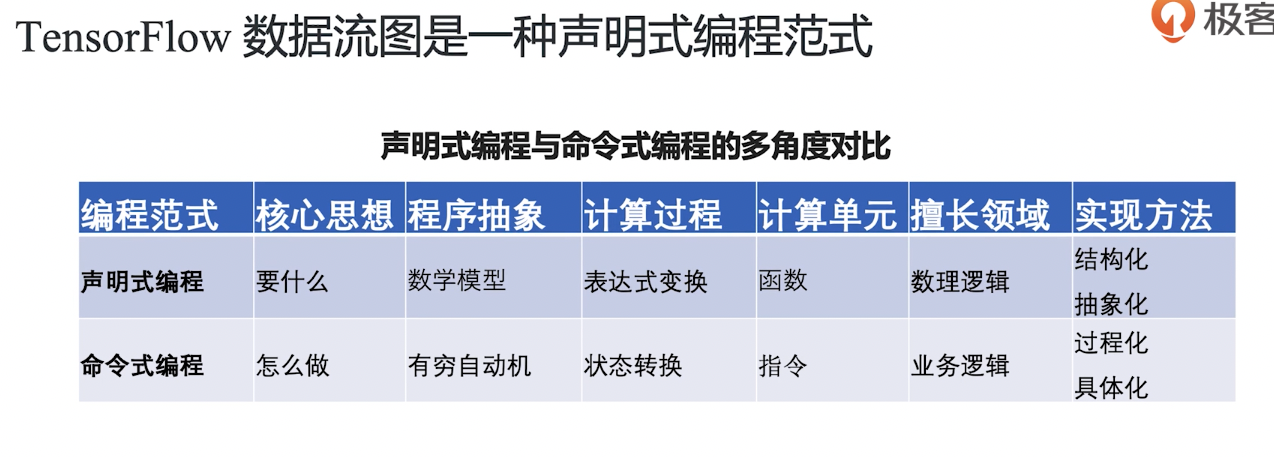 TensorFlow 数据流图是一种声明式编程范式
极客
声明式编程与命令式编程的多角度对比
编程范式 核心思想 程序抽象 计算过程 计算单元 擅长领域 实现方法
声明式编程 要什么 数学模型 表达式变换 函数 数理逻辑 结构化
抽象化
命令式编程 怎么做 有穷自动机 状态转换 指令 业务逻辑 过程化
具体化